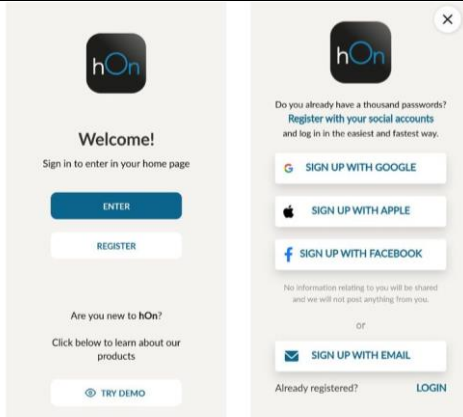 hOn
Welcome!
Sign in to enter in your home page
ENTER
REGISTER
Are you new to hOn?
Click below to learn about our
products
TRY DEMO
hOn
Do you already have a thousand passwords?
Register with your social accounts
and log in in the easiest and fastest way.
SIGN UP WITH GOOGLE
SIGN UP WITH APPLE
SIGN UP WITH FACEBOOK
No information relating to you will be shared
and we will not post anything from you.
or
SIGN UP WITH EMAIL
Already registered? LOGIN